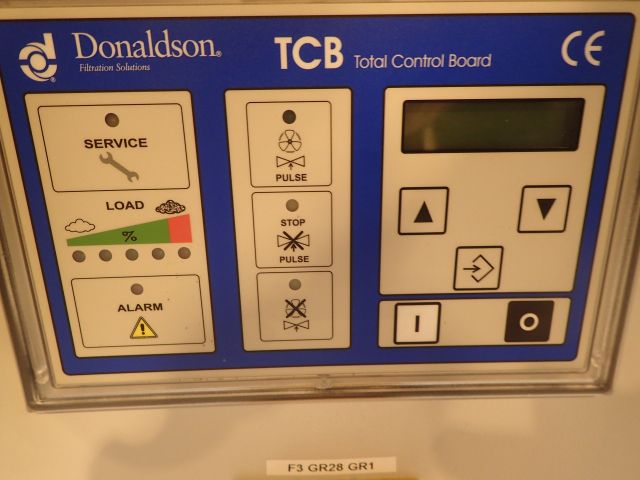 Donaldson®
Filtration Solutions
TCB Total Control Board
CE
SERVICE
LOAD
%
ALARM
PULSE
STOP
PULSE
I
O
F3 GR28 GR1